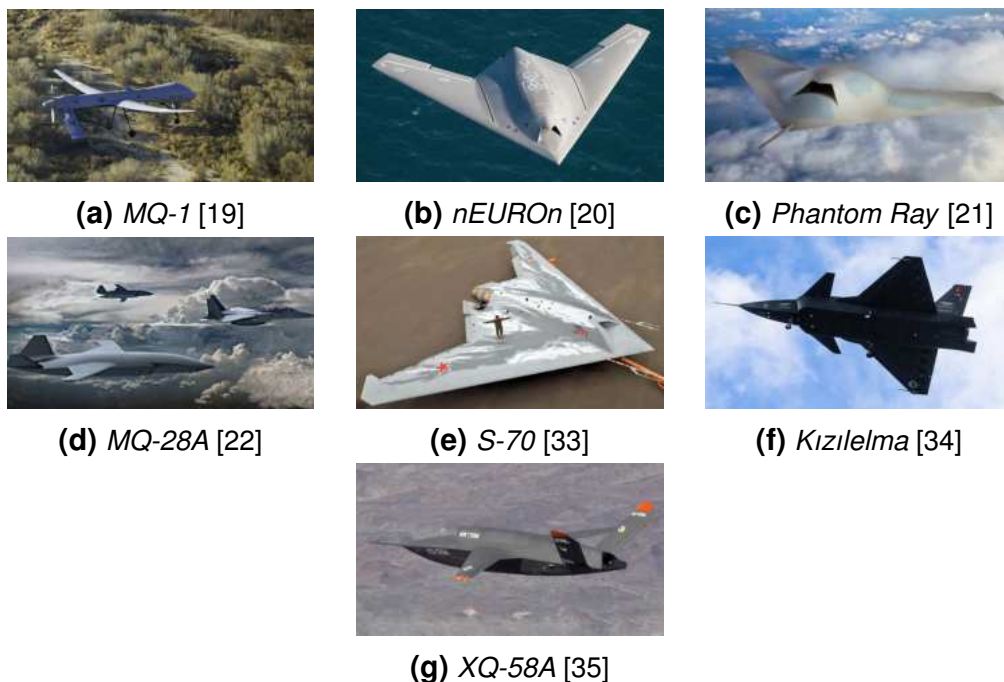 (a) MQ-1 [19]
(b) nEUROn [20]
(c) Phantom Ray [21]
(d) MQ-28A [22]
(e) S-70 [33]
(f) Kızılelma [34]
(g) XQ-58A [35]